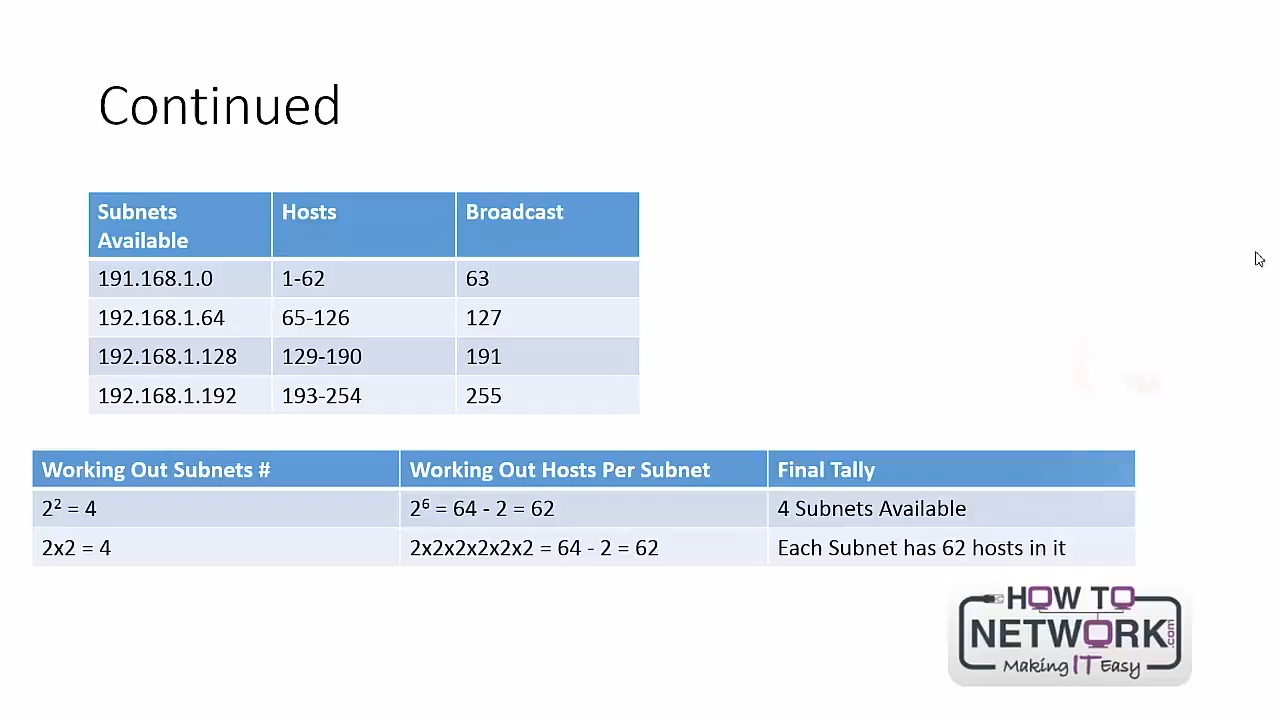 Continued
Subnets Available Hosts Broadcast
191.168.1.0 1-62 63
192.168.1.64 65-126 127
192.168.1.128 129-190 191
192.168.1.192 193-254 255
Working Out Subnets # Working Out Hosts Per Subnet Final Tally
2² = 4 2⁶ = 64 - 2 = 62 4 Subnets Available
2x2 = 4 2x2x2x2x2x2 = 64 - 2 = 62 Each Subnet has 62 hosts in it
HOW TO
NETWORK.com
Making IT Easy